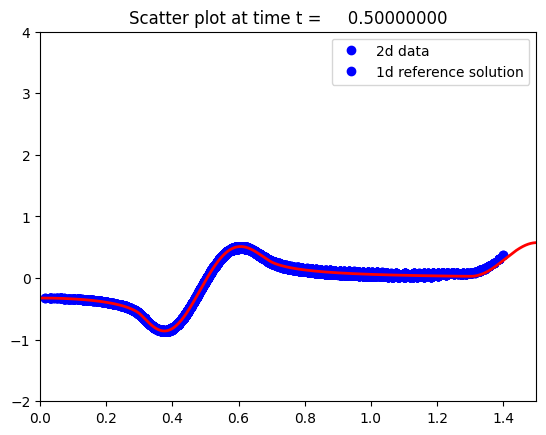 Scatter plot at time t =     0.50000000
2d data
1d reference solution
4
3
2
1
0
−1
−2
0.0 0.2 0.4 0.6 0.8 1.0 1.2 1.4